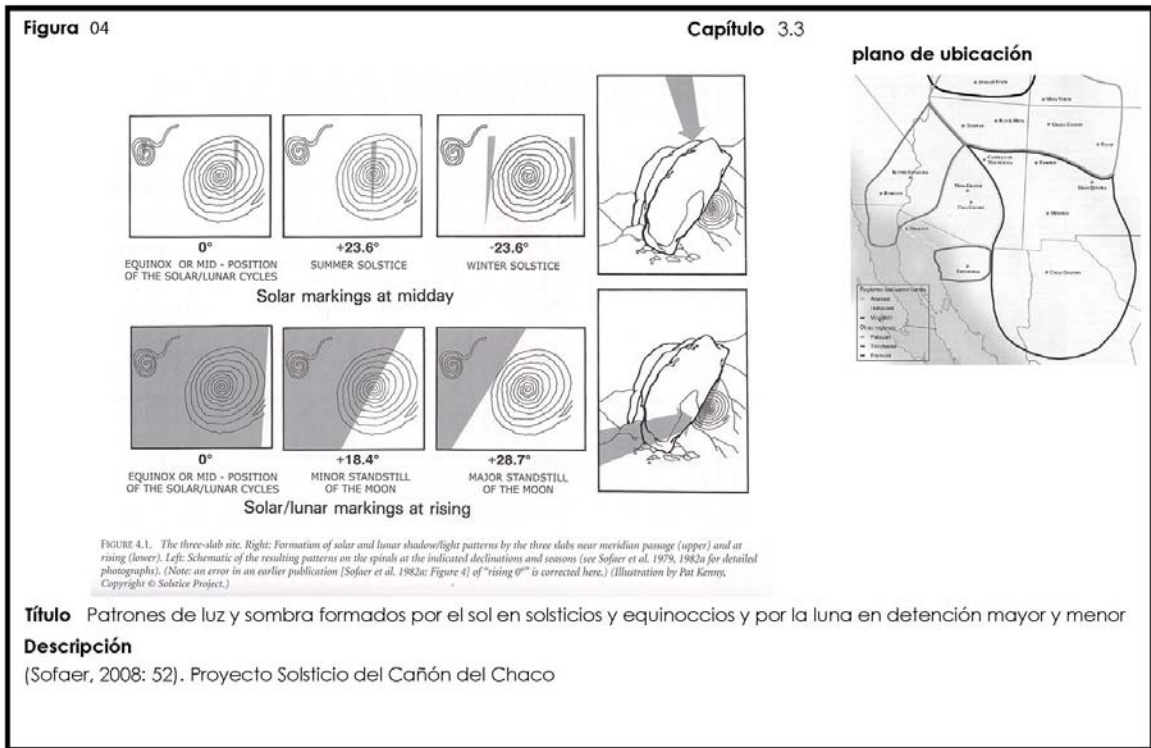 Figura 04
Capítulo 3.3
plano de ubicación
0°
EQUINOX OR MID - POSITION
OF THE SOLAR/LUNAR CYCLES
+23.6°
SUMMER SOLSTICE
-23.6°
WINTER SOLSTICE
Solar markings at midday
0°
EQUINOX OR MID - POSITION
OF THE SOLAR/LUNAR CYCLES
+18.4°
MINOR STANDSTILL
OF THE MOON
+28.7°
MAJOR STANDSTILL
OF THE MOON
Solar/lunar markings at rising
FIGURE 4.1. The three-slab site. Right: Formation of solar and lunar shadow/light patterns by the three slabs near meridian passage (upper) and at
rising (lower). Left: Schematic of the resulting patterns on the spirals at the indicated declinations and seasons (see Sofaer et al. 1979, 1982a for detailed
photographs). (Note: an error in an earlier publication [Sofaer et al. 1982a: Figure 4] of "rising 0°" is corrected here.) (Illustration by Pat Kenny,
Copyright © Solstice Project.)
Título Patrones de luz y sombra formados por el sol en solsticios y equinoccios y por la luna en detención mayor y menor
Descripción
(Sofaer, 2008: 52). Proyecto Solsticio del Cañón del Chaco